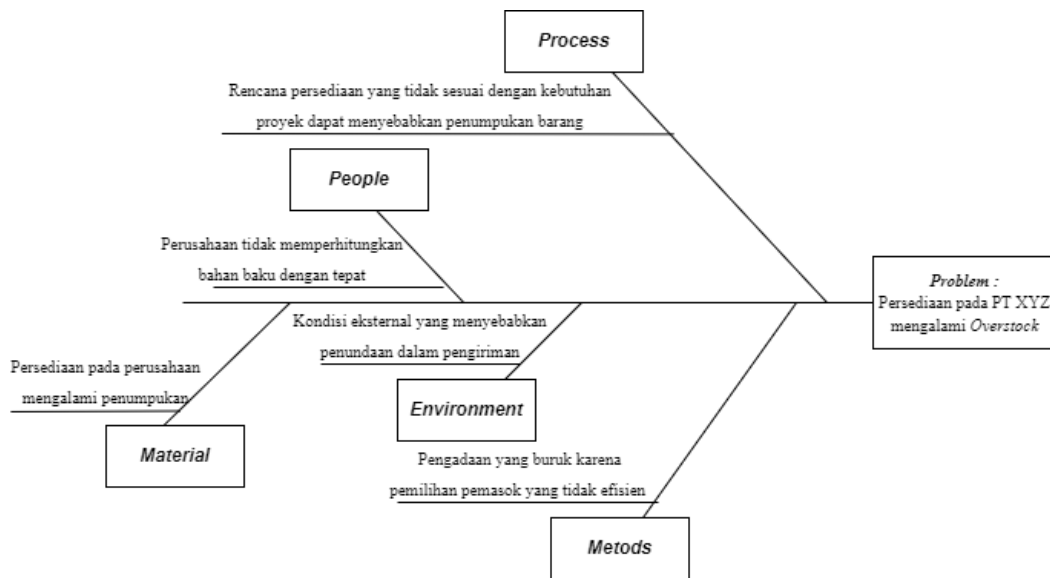 Process
Rencana persediaan yang tidak sesuai dengan kebutuhan
proyek dapat menyebabkan penumpukan barang
People
Perusahaan tidak memperhitungkan
bahan baku dengan tepat
Problem :
Persediaan pada PT XYZ
mengalami Overstock
Kondisi eksternal yang menyebabkan
penundaan dalam pengiriman
Environment
Persediaan pada perusahaan
mengalami penumpukan
Material
Pengadaan yang buruk karena
pemilihan pemasok yang tidak efisien
Metods